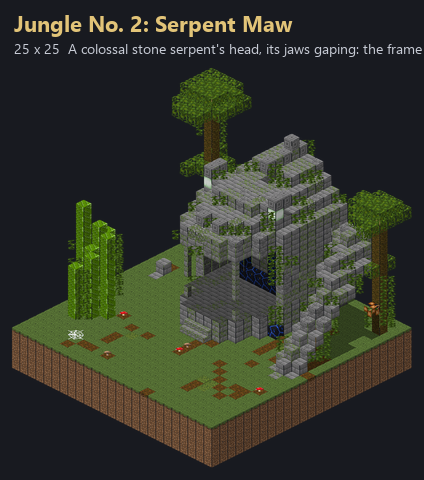 Jungle No. 2: Serpent Maw
25 x 25  A colossal stone serpent's head, its jaws gaping: the frame